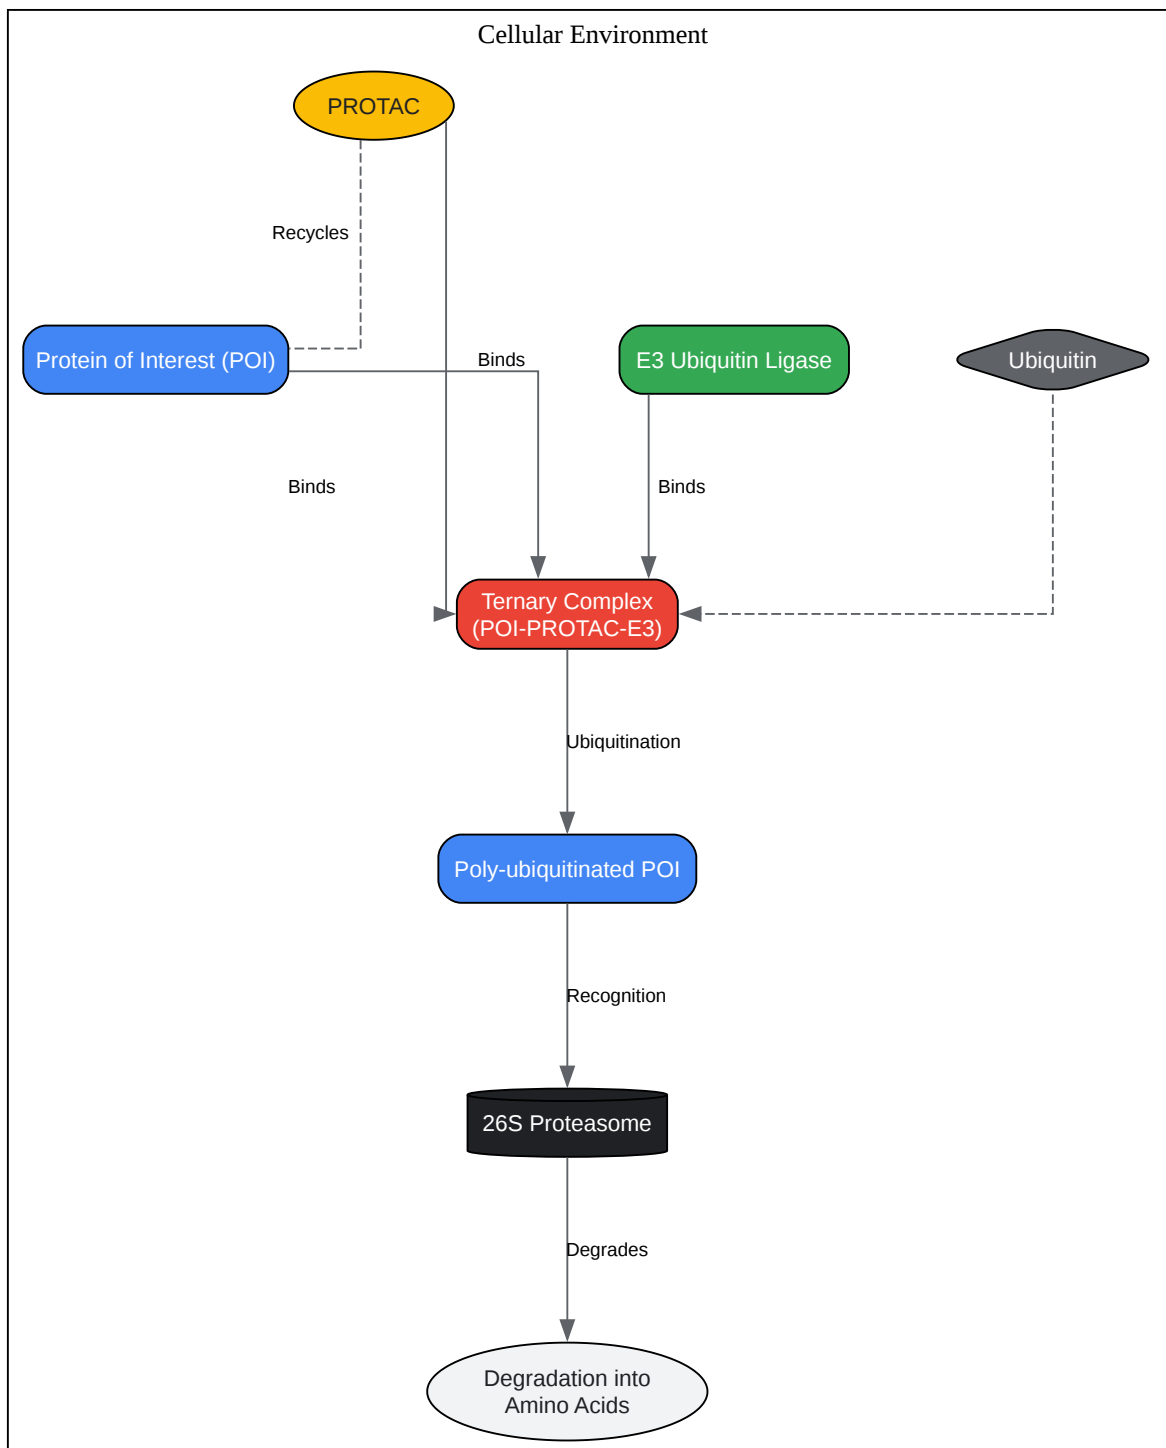 Cellular Environment
PROTAC
Recycles
Protein of Interest (POI)
Binds
E3 Ubiquitin Ligase
Ubiquitin
Binds
Binds
Ternary Complex
(POI-PROTAC-E3)
Ubiquitination
Poly-ubiquitinated POI
Recognition
26S Proteasome
Degrades
Degradation into
Amino Acids